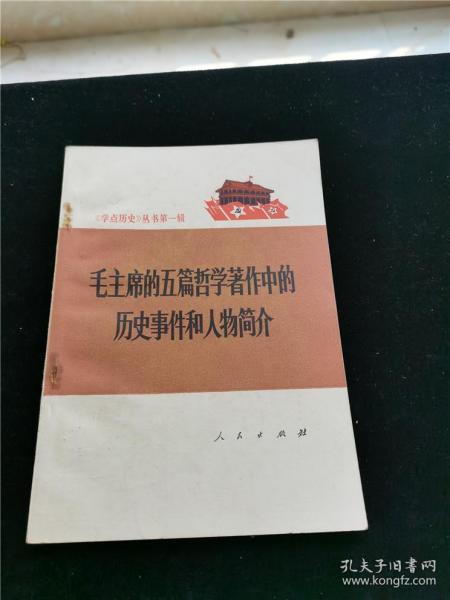 《学点历史》丛书第一辑
毛主席的五篇哲学著作中的
历史事件和人物简介
人民出版社
孔夫子旧书网
www.kongfz.com